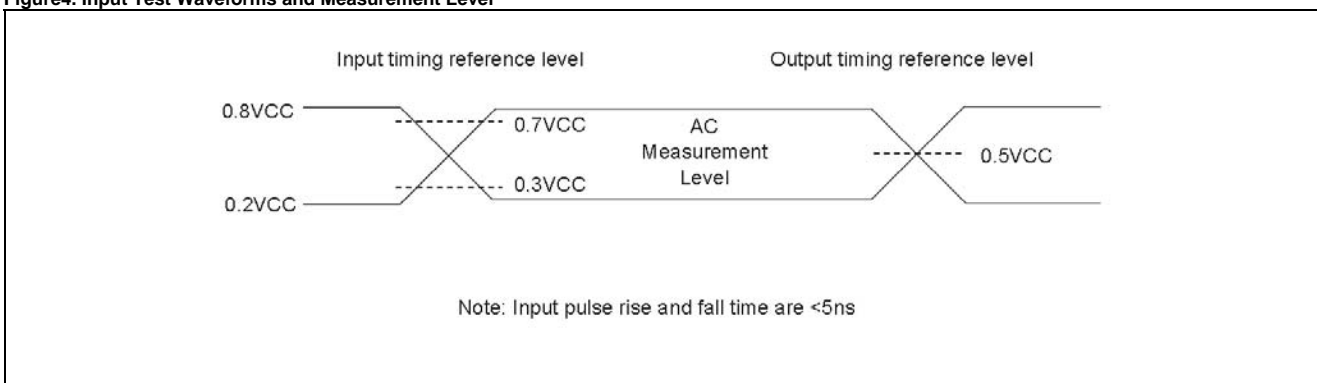 Figure4. Input Test Waveforms and Measurement Level
Input timing reference level
Output timing reference level
0.8VCC
0.7VCC
AC
Measurement
Level
0.5VCC
0.3VCC
0.2VCC
Note: Input pulse rise and fall time are <5ns